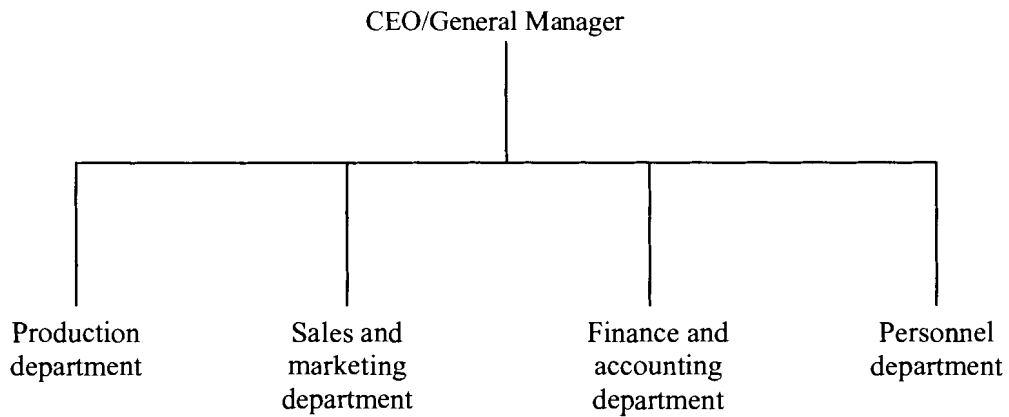 CEO/General Manager
Production
department
Sales and
marketing
department
Finance and
accounting
department
Personnel
department